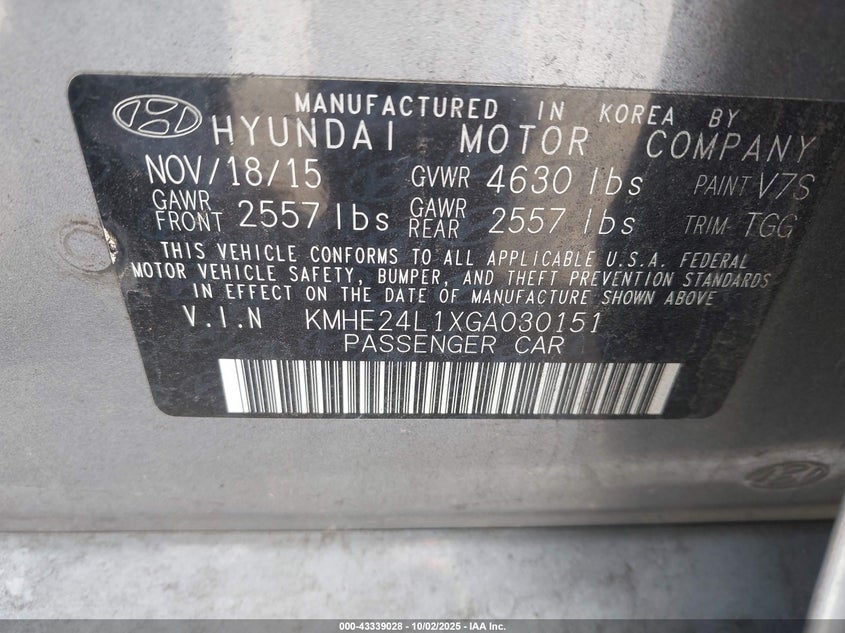 MANUFACTURED IN KOREA BY
HYUNDAI MOTOR COMPANY
NOV/18/15 GVWR 4630 lbs PAINT V7S
GAWR FRONT 2557 lbs GAWR REAR 2557 lbs TRIM- TGG
THIS VEHICLE CONFORMS TO ALL APPLICABLE U.S.A. FEDERAL
MOTOR VEHICLE SAFETY, BUMPER, AND THEFT PREVENTION STANDARDS
IN EFFECT ON THE DATE OF MANUFACTURE SHOWN ABOVE
V.I.N KMHE24L1XGA030151
PASSENGER CAR
000-43339028 - 10/02/2025 - IAA Inc.